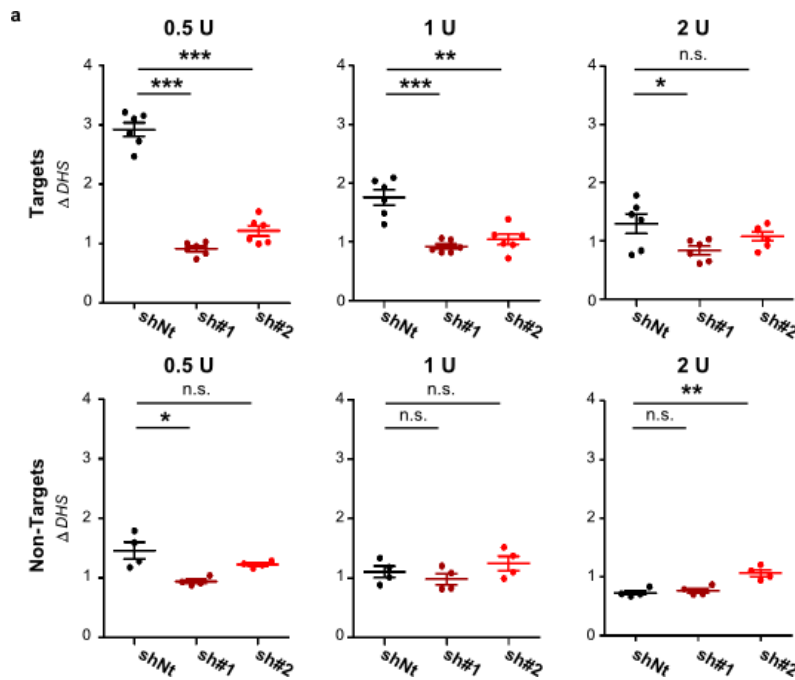 a
0.5 U 1 U 2 U
*** ** n.s.
*** *** *
Targets
Δ DHS
4 4 4
3 3 3
2 2 2
1 1 1
0 0 0
shNt sh#1 sh#2 shNt sh#1 sh#2 shNt sh#1 sh#2
0.5 U 1 U 2 U
n.s. n.s. **
* n.s. n.s.
Non-Targets
Δ DHS
4 4 4
3 3 3
2 2 2
1 1 1
0 0 0
shNt sh#1 sh#2 shNt sh#1 sh#2 shNt sh#1 sh#2